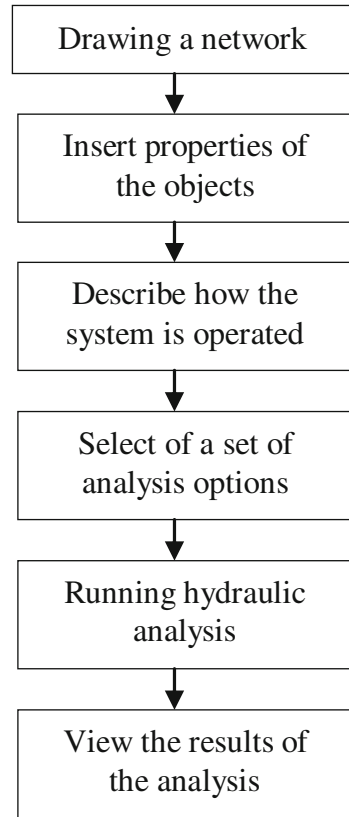 Drawing a network
Insert properties of
the objects
Describe how the
system is operated
Select of a set of
analysis options
Running hydraulic
analysis
View the results of
the analysis